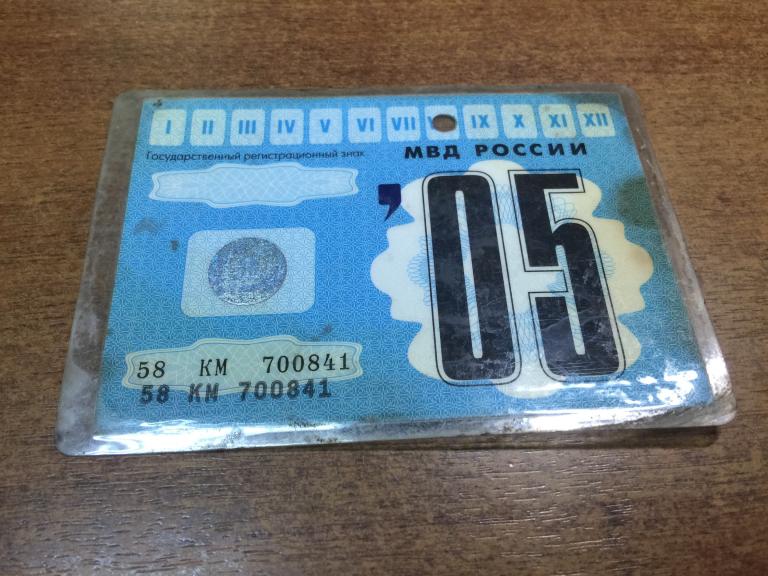 I II III IV V VI VII IX X XI XII
Государственный регистрационный знак
МВД РОССИИ
'05
58 КМ 700841
58 КМ 700841